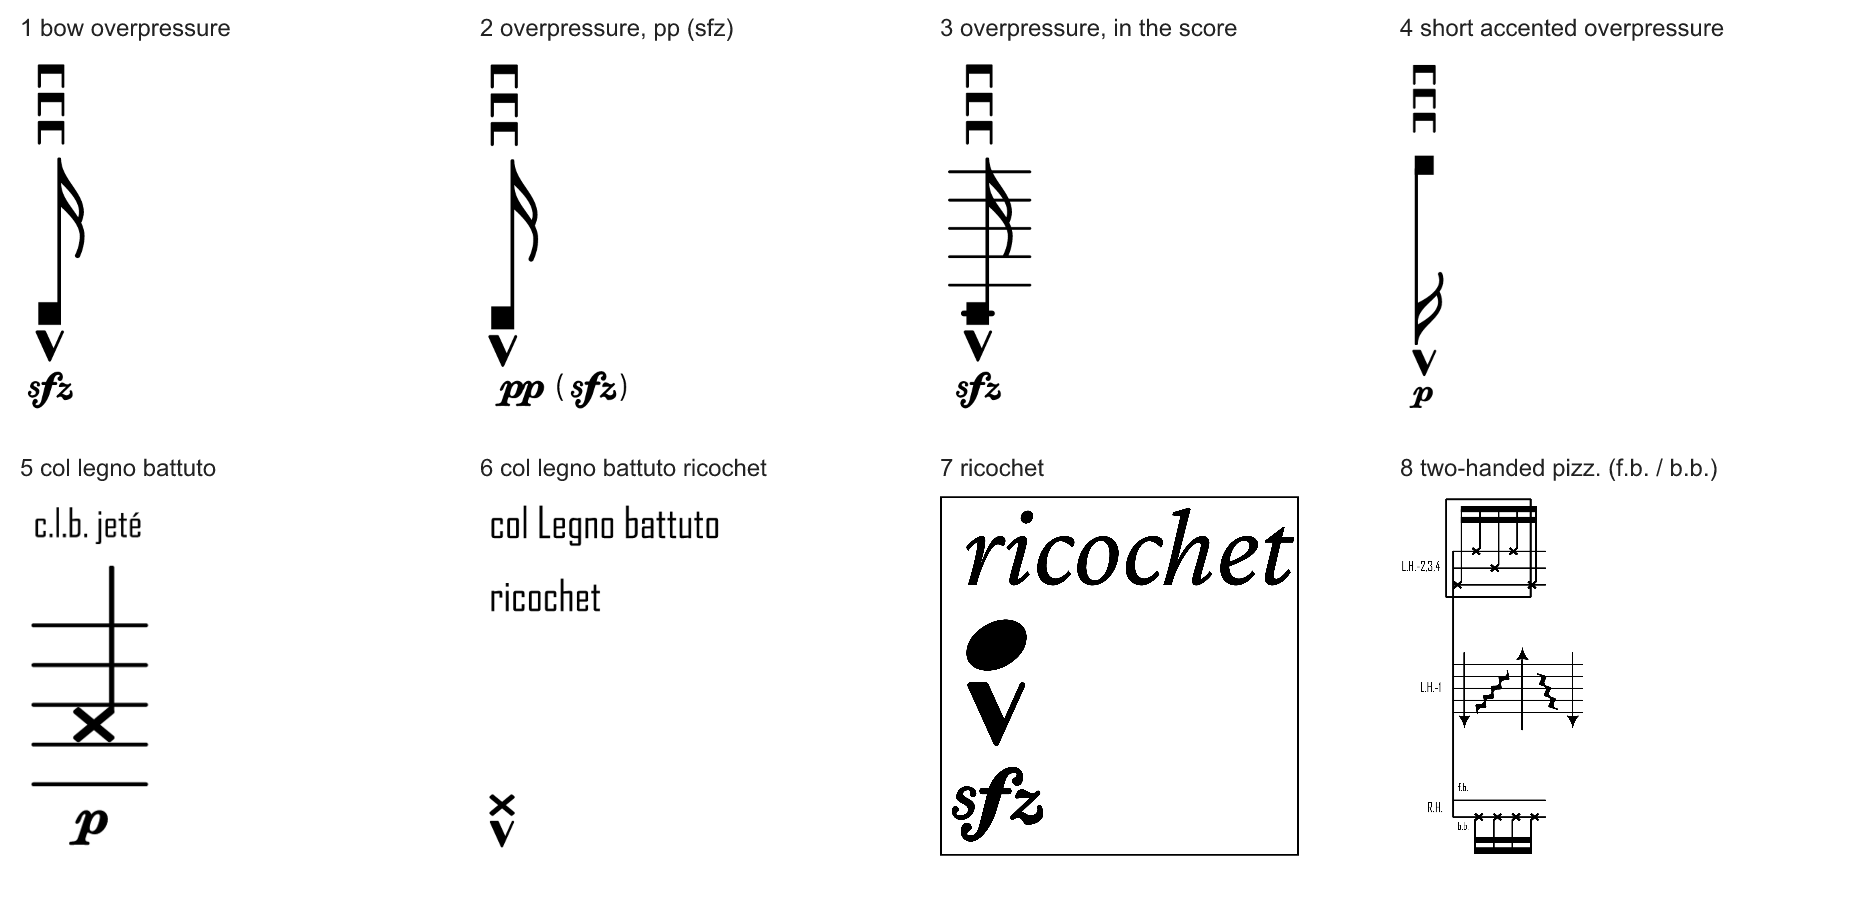 1 bow overpressure
2 overpressure, pp (sfz)
3 overpressure, in the score
4 short accented overpressure
sfz
pp (sfz)
sfz
p
5 col legno battuto
6 col legno battuto ricochet
7 ricochet
8 two-handed pizz. (f.b. / b.b.)
c.l.b. jeté
p
col Legno battuto
ricochet
ricochet
sfz
L.H.-2,3,4
L.H.-1
f.b.
R.H.
b.b.